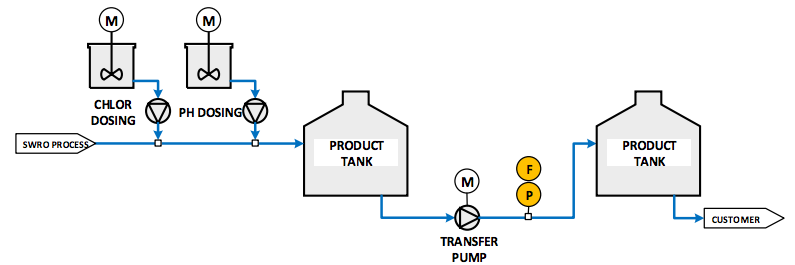 M
M
CHLOR
DOSING
PH DOSING
SWRO PROCESS
PRODUCT
TANK
PRODUCT
TANK
F
M
P
CUSTOMER
TRANSFER
PUMP